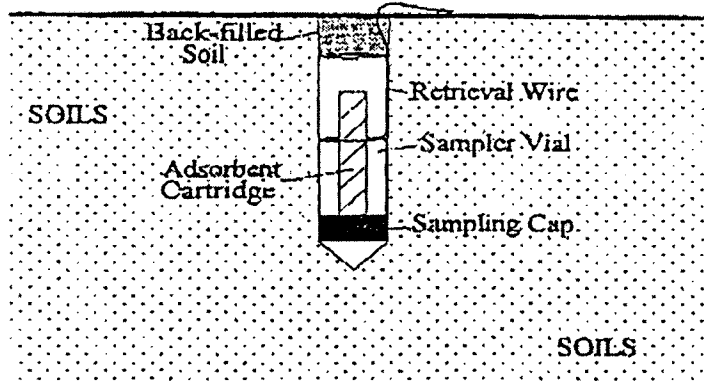 Back-filled
Soil
Retrieval Wire
SOILS
Sampler Vial
Adsorbent
Cartridge
Sampling Cap
SOILS